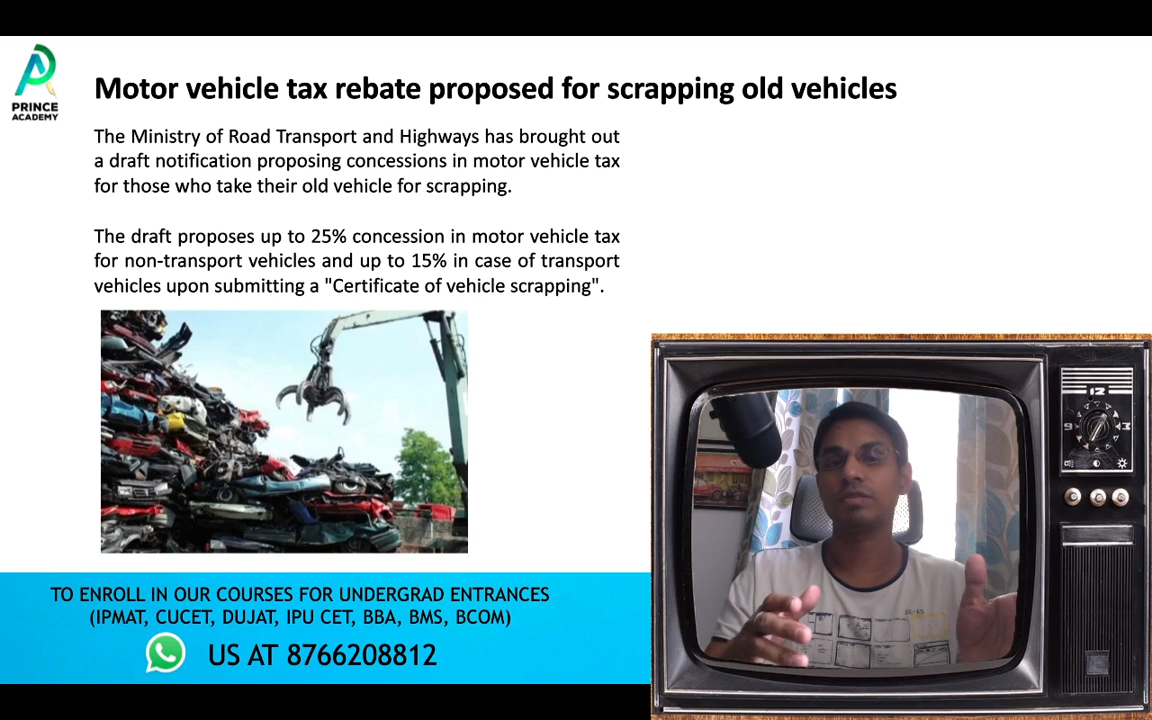 PRINCE
ACADEMY
Motor vehicle tax rebate proposed for scrapping old vehicles
The Ministry of Road Transport and Highways has brought out
a draft notification proposing concessions in motor vehicle tax
for those who take their old vehicle for scrapping.
The draft proposes up to 25% concession in motor vehicle tax
for non-transport vehicles and up to 15% in case of transport
vehicles upon submitting a "Certificate of vehicle scrapping".
12
9
3
TO ENROLL IN OUR COURSES FOR UNDERGRAD ENTRANCES
(IPMAT, CUCET, DUJAT, IPU CET, BBA, BMS, BCOM)
US AT 8766208812